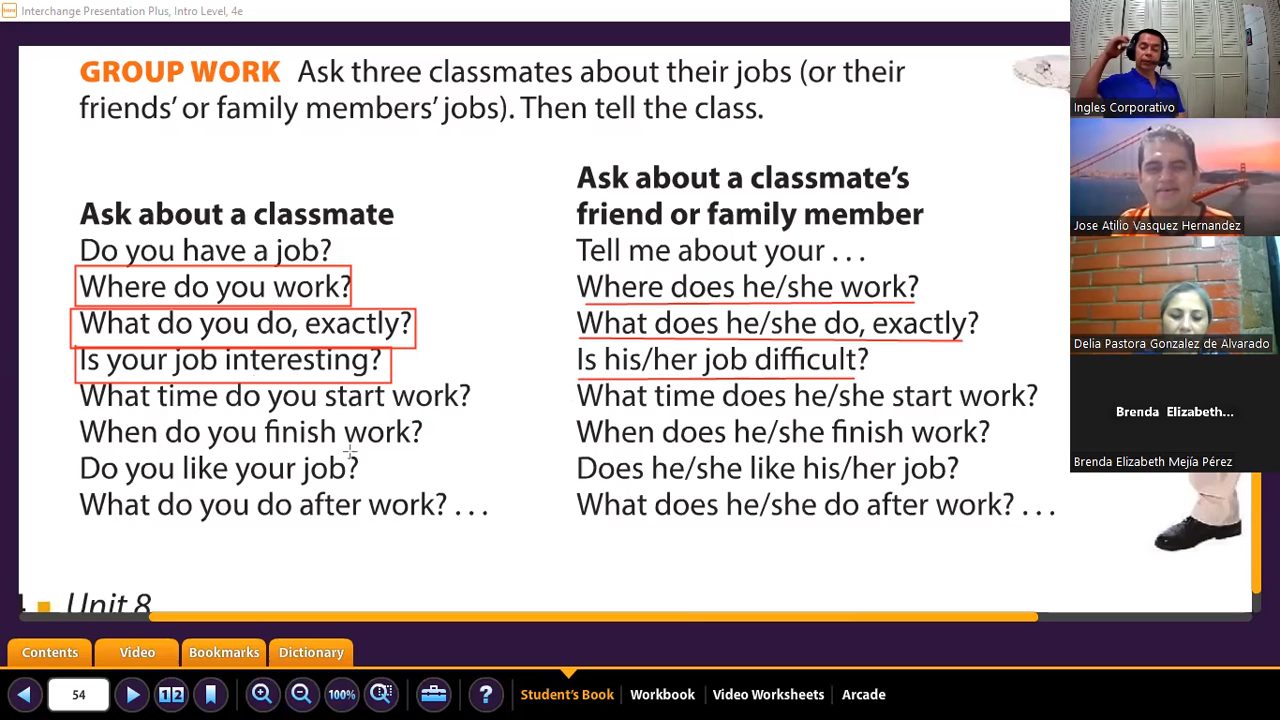 Interchange Presentation Plus, Intro Level, 4e
GROUP WORK Ask three classmates about their jobs (or their
friends' or family members' jobs). Then tell the class.
Ask about a classmate
Do you have a job?
Where do you work?
What do you do, exactly?
Is your job interesting?
What time do you start work?
When do you finish work?
Do you like your job?
What do you do after work? . . .
Ask about a classmate's
friend or family member
Tell me about your . . .
Where does he/she work?
What does he/she do, exactly?
Is his/her job difficult?
What time does he/she start work?
When does he/she finish work?
Does he/she like his/her job?
What does he/she do after work? . . .
Unit 8
Ingles Corporativo
Jose Atilio Vasquez Hernandez
Delia Pastora Gonzalez de Alvarado
Brenda Elizabeth...
Brenda Elizabeth Mejía Pérez
Contents Video Bookmarks Dictionary
54 1 2 100% ? Student's Book Workbook Video Worksheets Arcade